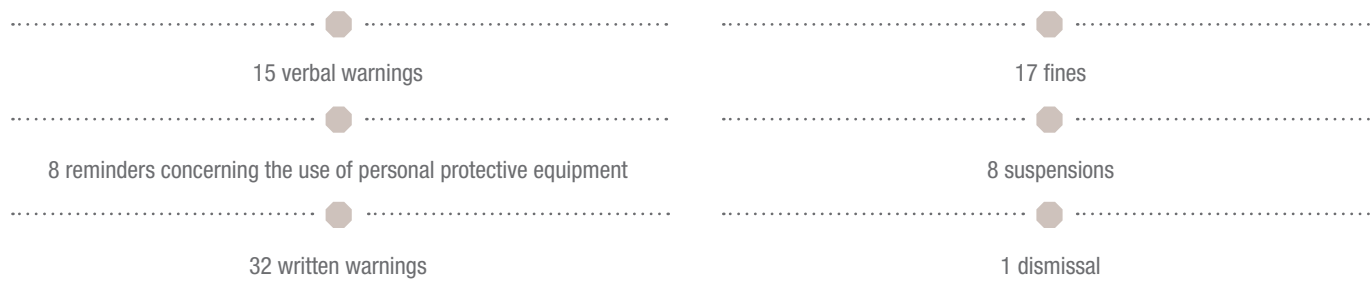 15 verbal warnings
8 reminders concerning the use of personal protective equipment
32 written warnings
17 fines
8 suspensions
1 dismissal